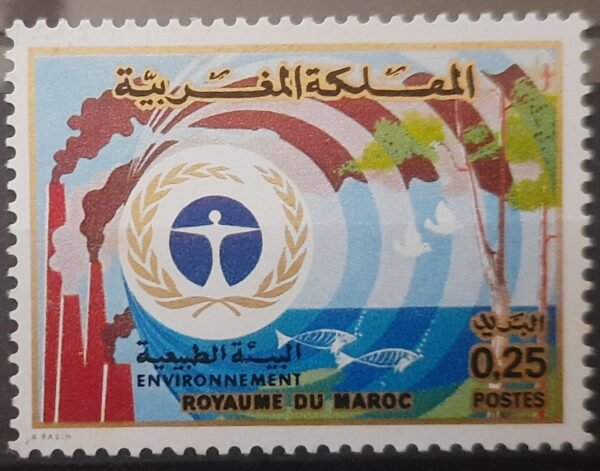 المملكة المغربية
البريد
0,25
POSTES
البيئة الطبيعية
ENVIRONNEMENT
ROYAUME DU MAROC